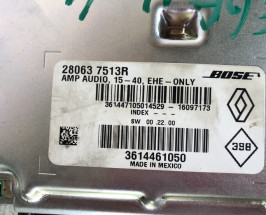 28063 7513R
BOSE
AMP AUDIO, 15-40, EHE-ONLY
361447105014529 - 16097173
INDEX - - -
SW 00.22.00
398
3614461050
MADE IN MEXICO